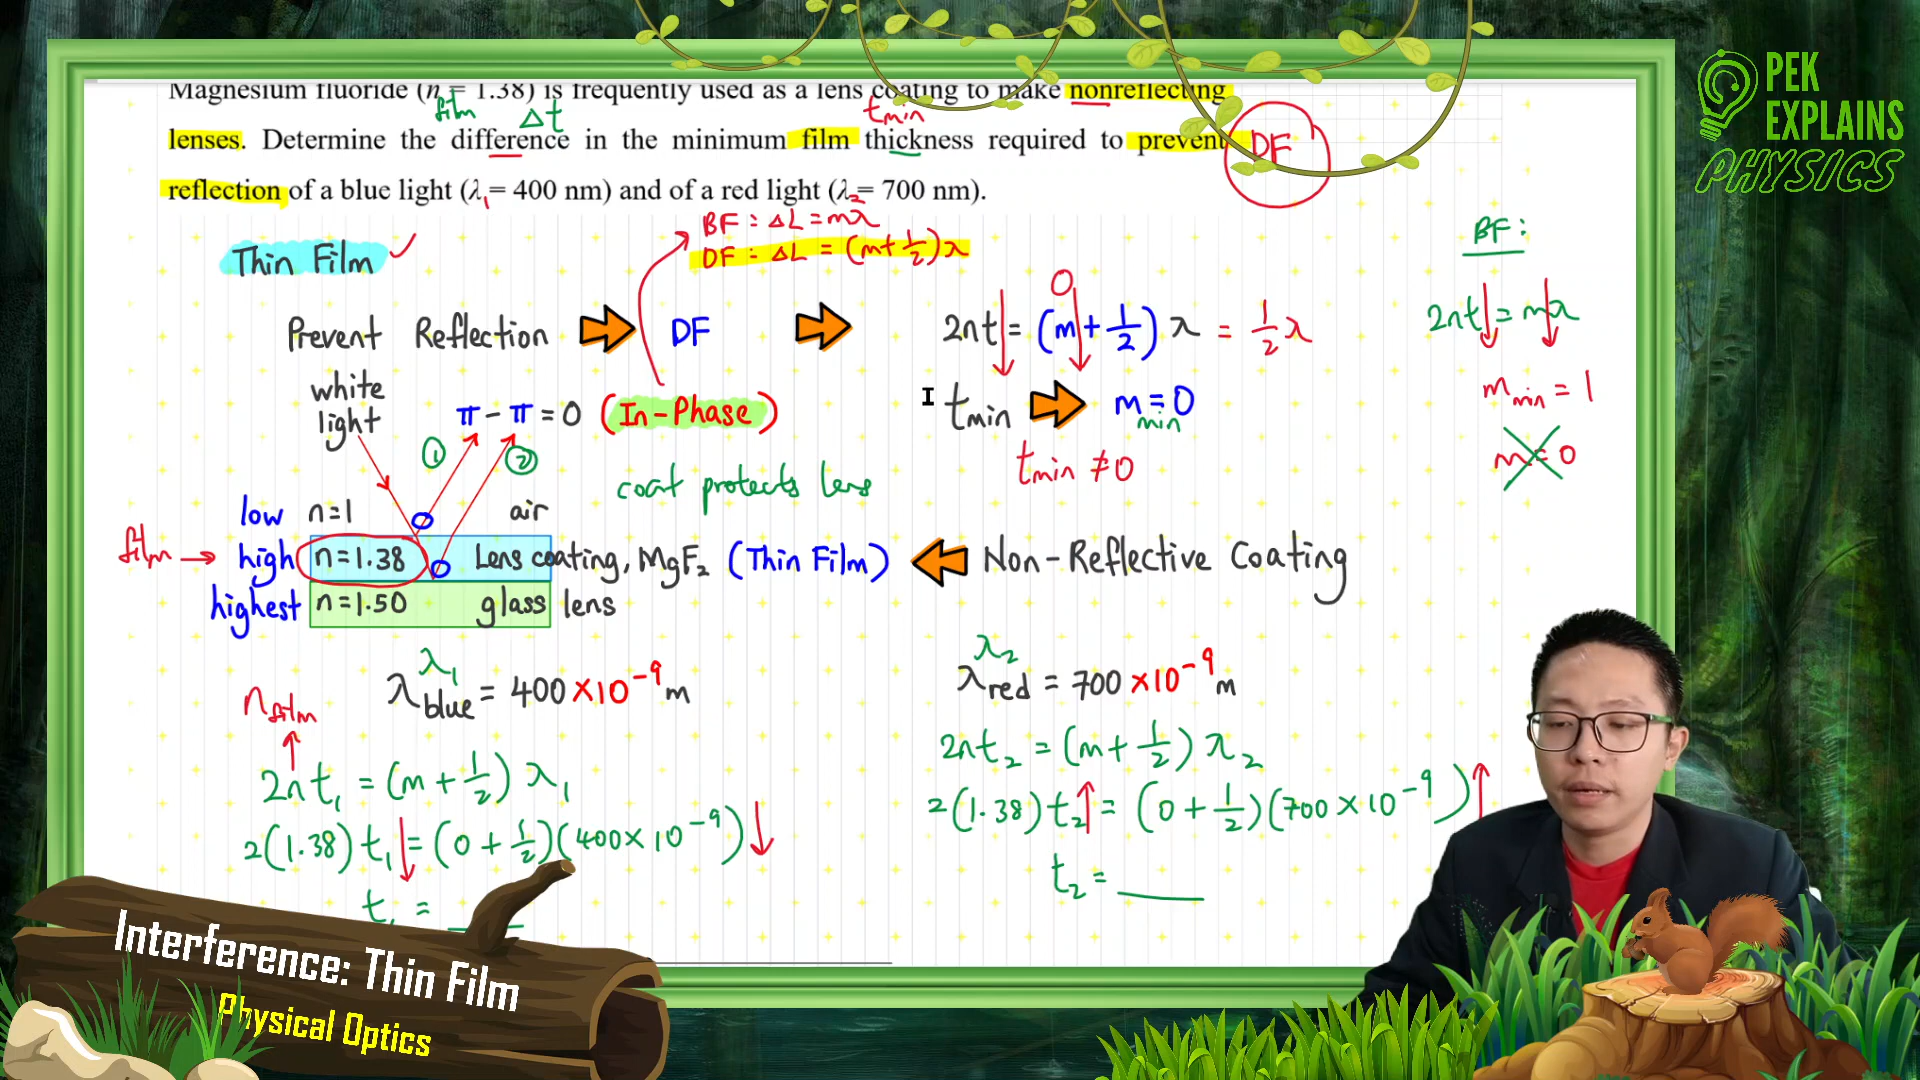 Magnesium fluoride (n = 1.38) is frequently used as a lens coating to make nonreflecting
film Δt tmin
lenses. Determine the difference in the minimum film thickness required to prevent
DF
reflection of a blue light (λ1 = 400 nm) and of a red light (λ2 = 700 nm).
BF : ΔL = mλ
DF : ΔL = (m+1/2)λ
Thin Film ✓
Prevent Reflection
DF
0
2nt = (m+1/2)λ = 1/2 λ
BF:
2nt = mλ
m min = 1
m = 0
tmin
m = 0
min
tmin ≠ 0
white
light
π - π = 0 (In-Phase)
① ②
coat protects lens
low n=1 air
film → high n=1.38 Lens coating, MgF2 (Thin Film)
Non-Reflective Coating
highest n=1.50 glass lens
λ1
λblue = 400 ×10^-9 m
nfilm
2nt1 = (m+1/2) λ1
2(1.38) t1 = (0+1/2)(400×10^-9)
t1 =
λ2
λred = 700 ×10^-9 m
2nt2 = (m+1/2) λ2
2(1.38) t2 = (0+1/2)(700×10^-9)
t2 =
Interference: Thin Film
Physical Optics
PEK
EXPLAINS
PHYSICS